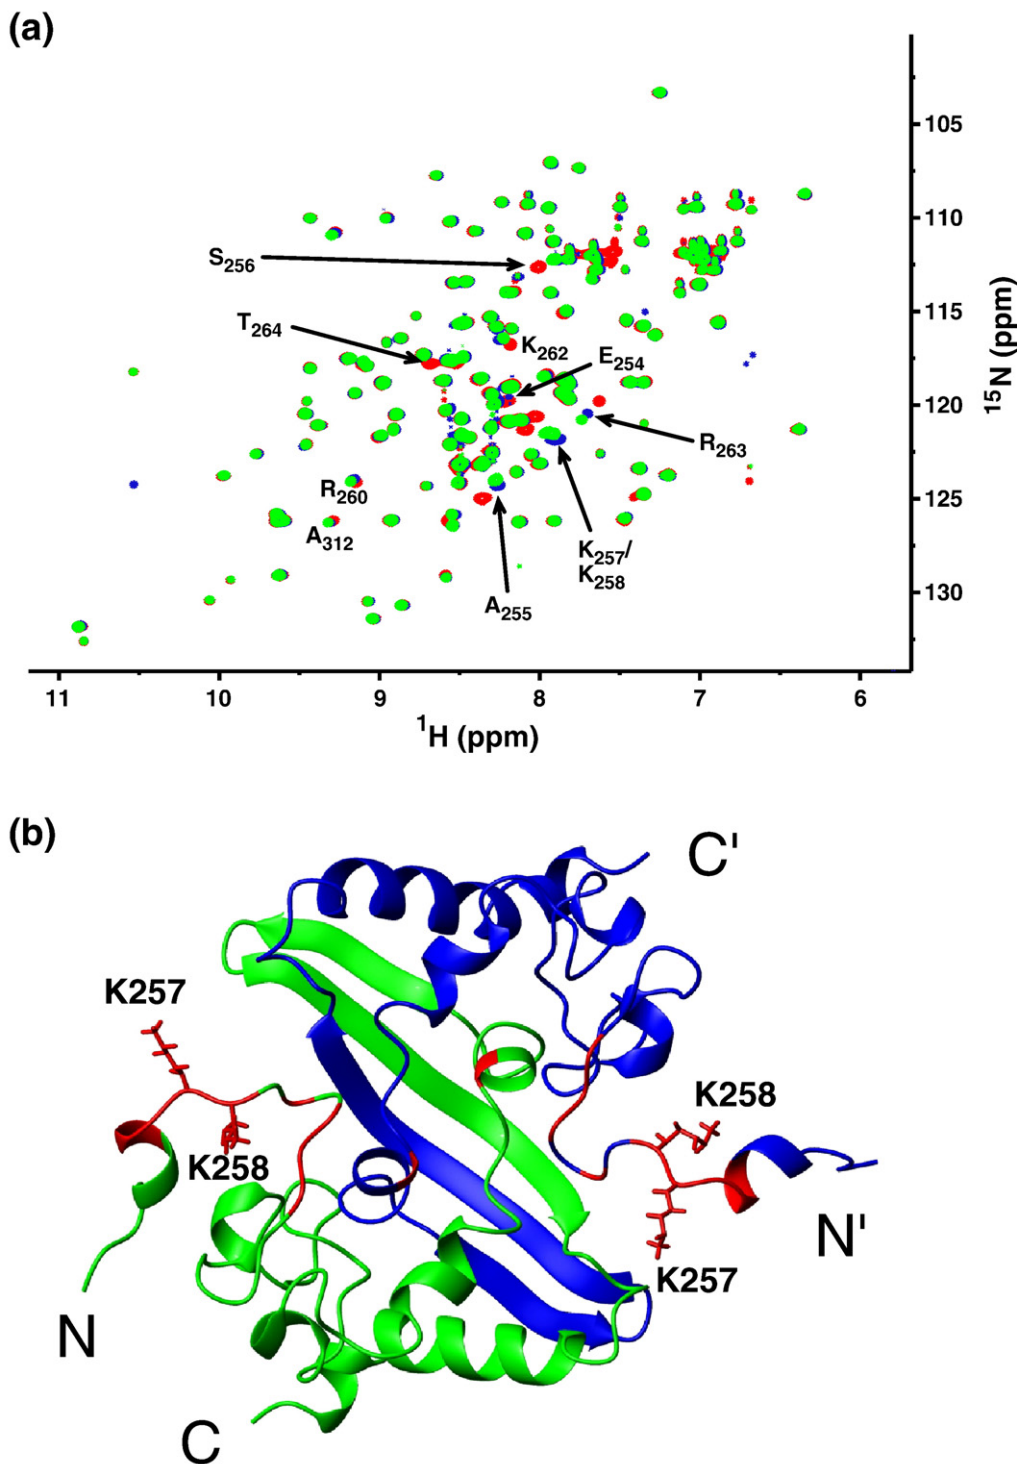 (a)
105
110
115
120
125
130
15N (ppm)
S256
T264
K262
E254
R263
R260
A312
K257/
K258
A255
11
10
9
8
7
6
1H (ppm)
(b)
C'
K257
K258
K258
N'
K257
N
C